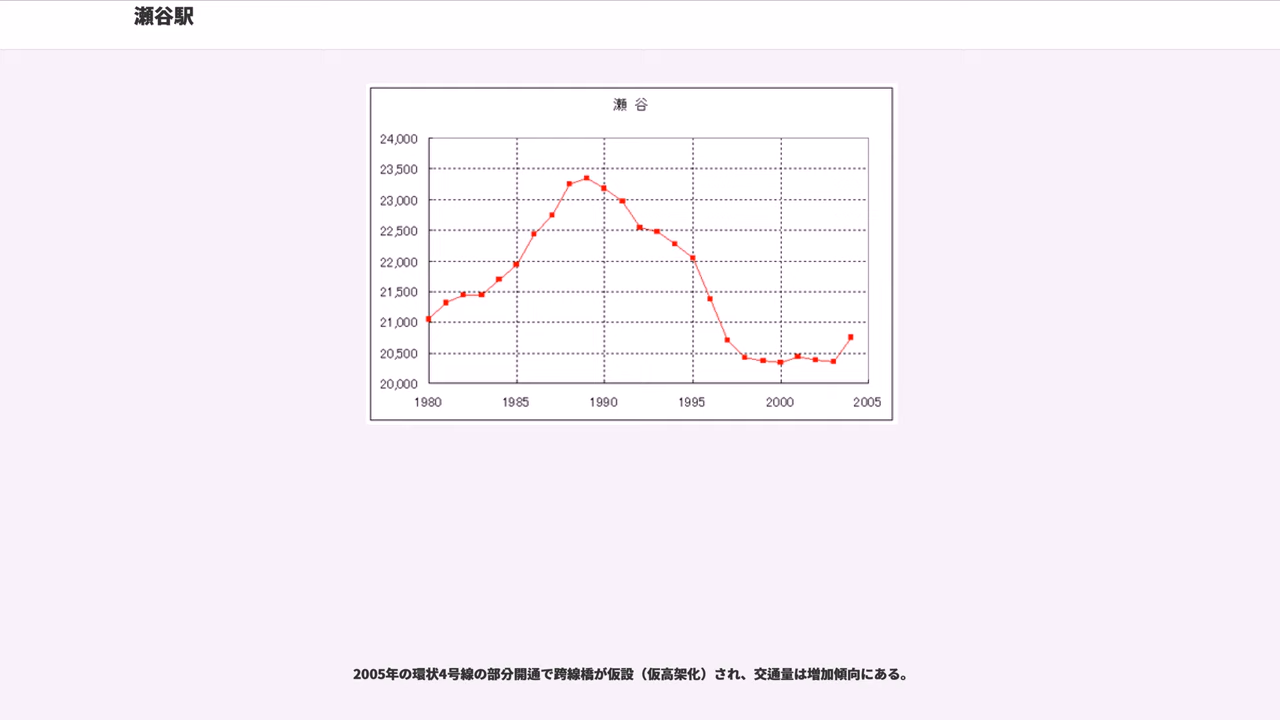 瀬谷駅
瀬 谷
24,000
23,500
23,000
22,500
22,000
21,500
21,000
20,500
20,000
1980 1985 1990 1995 2000 2005
2005年の環状4号線の部分開通で跨線橋が仮設（仮高架化）され、交通量は増加傾向にある。